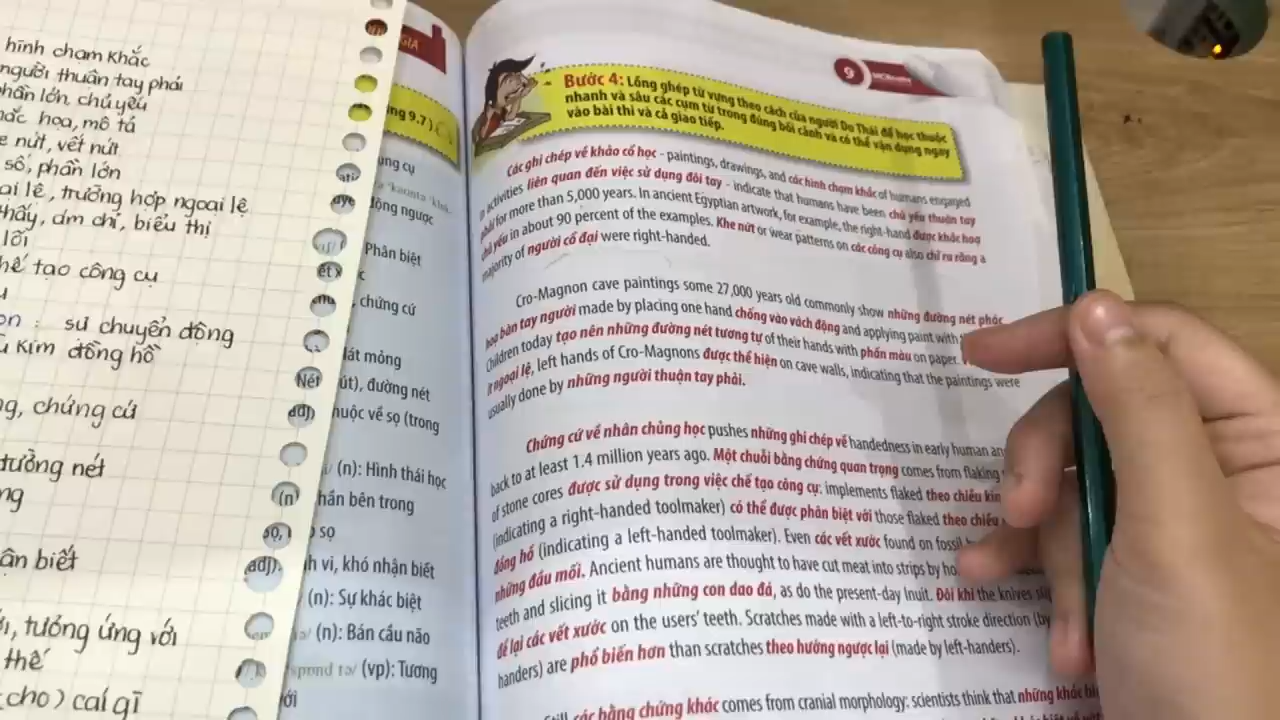 hình chạm khắc
người thuận tay phải
phần lớn, chủ yếu
khắc họa, mô tả
nứt, vết nứt
số, phần lớn
lệ, trường hợp ngoại lệ
thấy, ám chỉ, biểu thị
lối
tạo công cụ
sự chuyển động
kim đồng hồ
chứng cứ
nét
biết
tương ứng với
thế
(cho) cái gì
GIA
9.7)
cụ
động ngược
Phân biệt
chứng cứ
lát mỏng
đường nét
thuộc về sọ (trong
(n): Hình thái học
bên trong
sọ
vi, khó nhận biết
(n): Sự khác biệt
(n): Bán cầu não
(vp): Tương
Nét
adj)
(n)
adj)
9
Bước 4: Lồng ghép từ vựng theo cách của người Do Thái để học thuộc
nhanh và sâu các cụm từ trong đúng bối cảnh và có thể vận dụng ngay
vào bài thi và cả giao tiếp.
Các ghi chép về khảo cổ học - paintings, drawings, and các hình chạm khắc of humans engaged
in activities liên quan đến việc sử dụng đôi tay - indicate that humans have been chủ yếu thuận tay
phải for more than 5,000 years. In ancient Egyptian artwork, for example, the right-hand được khắc hoạ
chủ yếu in about 90 percent of the examples. Khe nứt or wear patterns on các công cụ also chỉ ra rằng a
majority of người cổ đại were right-handed.
Cro-Magnon cave paintings some 27,000 years old commonly show những đường nét phác
hoạ bàn tay người made by placing one hand chống vào vách động and applying paint with
Children today tạo nên những đường nét tương tự of their hands with phấn màu on paper.
ít ngoại lệ, left hands of Cro-Magnons được thể hiện on cave walls, indicating that the paintings were
usually done by những người thuận tay phải.
Chứng cứ về nhân chủng học pushes những ghi chép về handedness in early human
back to at least 1.4 million years ago. Một chuỗi bằng chứng quan trọng comes from flaking
of stone cores được sử dụng trong việc chế tạo công cụ: implements flaked theo chiều
(indicating a right-handed toolmaker) có thể được phân biệt với those flaked theo chiều
đồng hồ (indicating a left-handed toolmaker). Even các vết xước found on fossil
những đầu mối. Ancient humans are thought to have cut meat into strips by
teeth and slicing it bằng những con dao đá, as do the present-day Inuit. Đôi khi the knives
để lại các vết xước on the users' teeth. Scratches made with a left-to-right stroke direction (by
handers) are phổ biến hơn than scratches theo hướng ngược lại (made by left-handers).
Still các bằng chứng khác comes from cranial morphology: scientists think that những khác